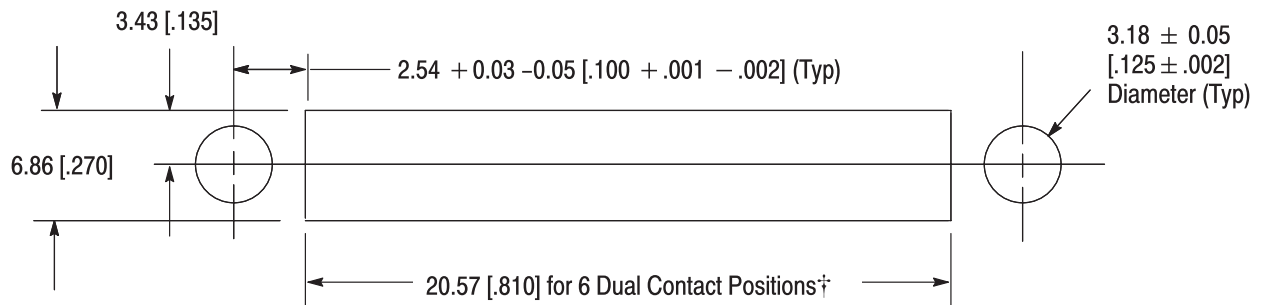 3.43 [.135]
2.54 +0.03 –0.05 [.100 +.001 −.002] (Typ)
3.18 ± 0.05
[.125 ± .002]
Diameter (Typ)
6.86 [.270]
20.57 [.810] for 6 Dual Contact Positions‡